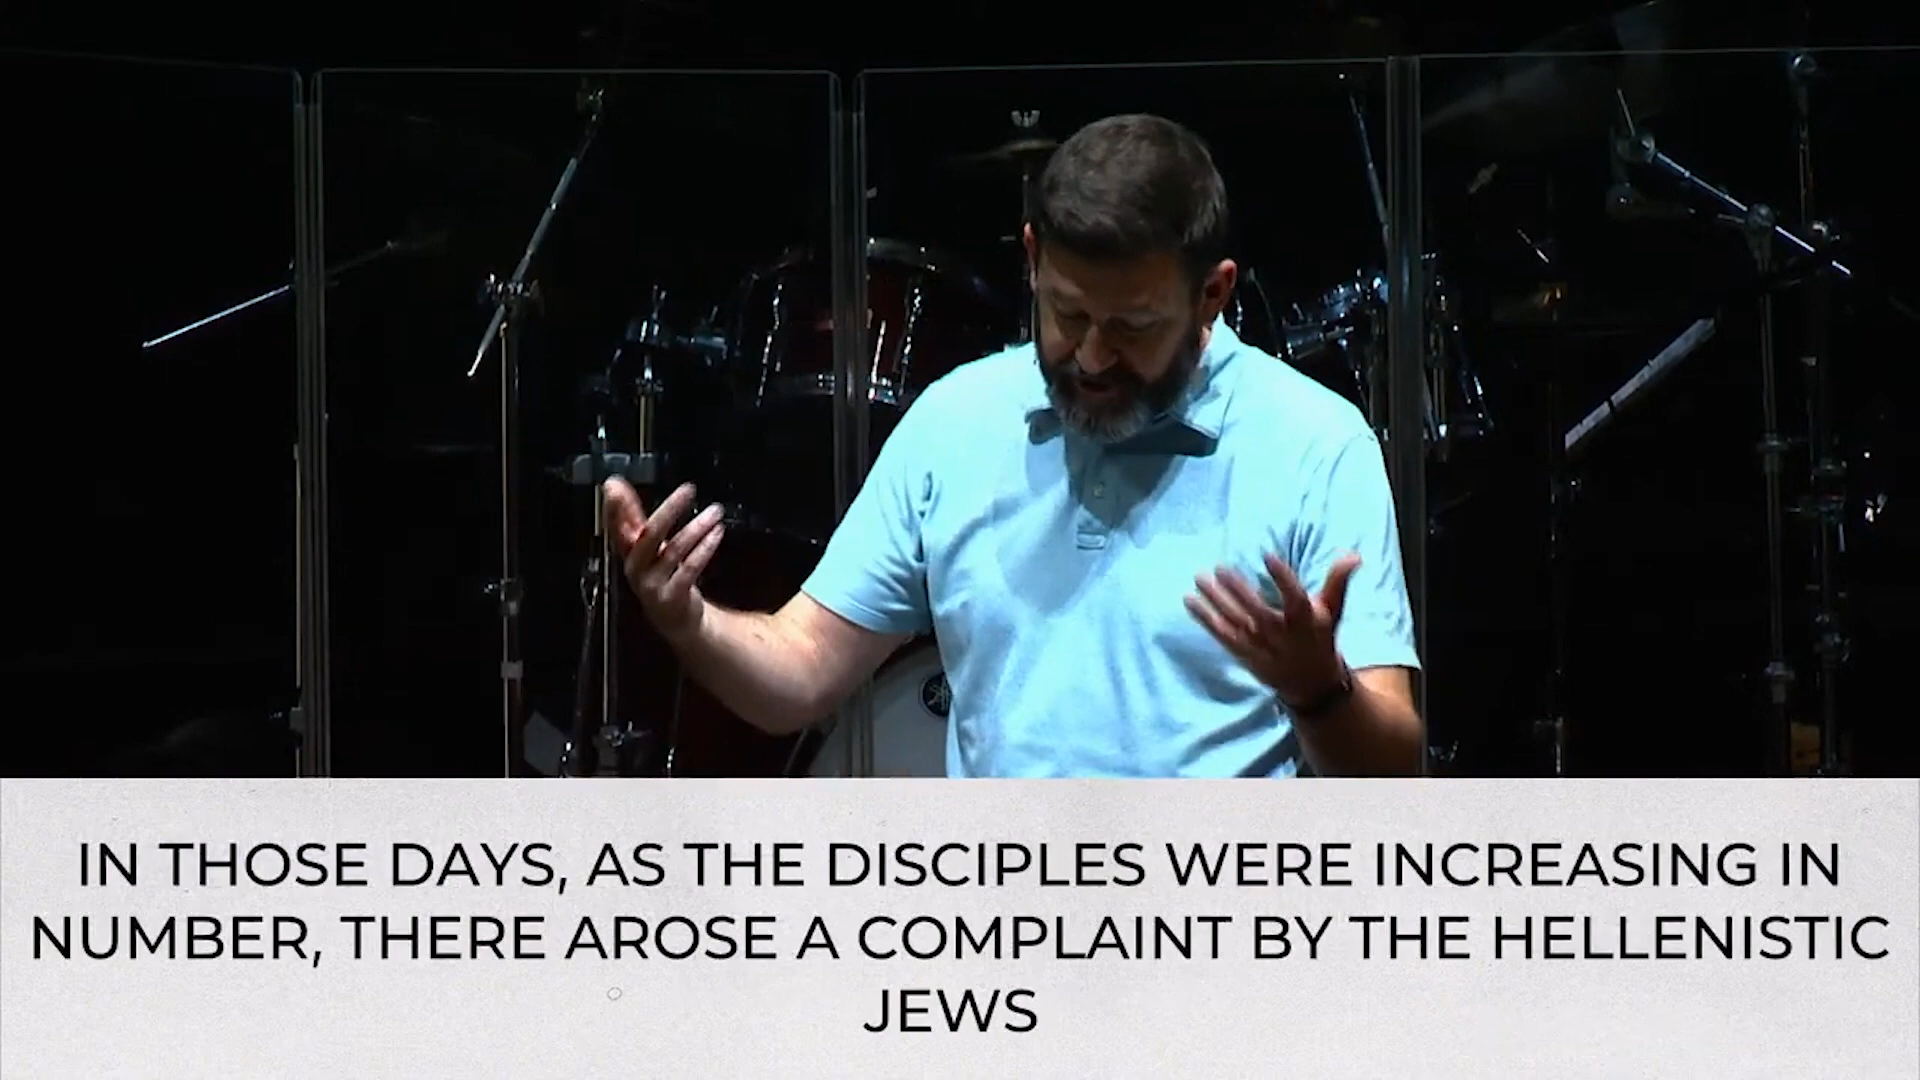 IN THOSE DAYS, AS THE DISCIPLES WERE INCREASING IN
NUMBER, THERE AROSE A COMPLAINT BY THE HELLENISTIC
JEWS